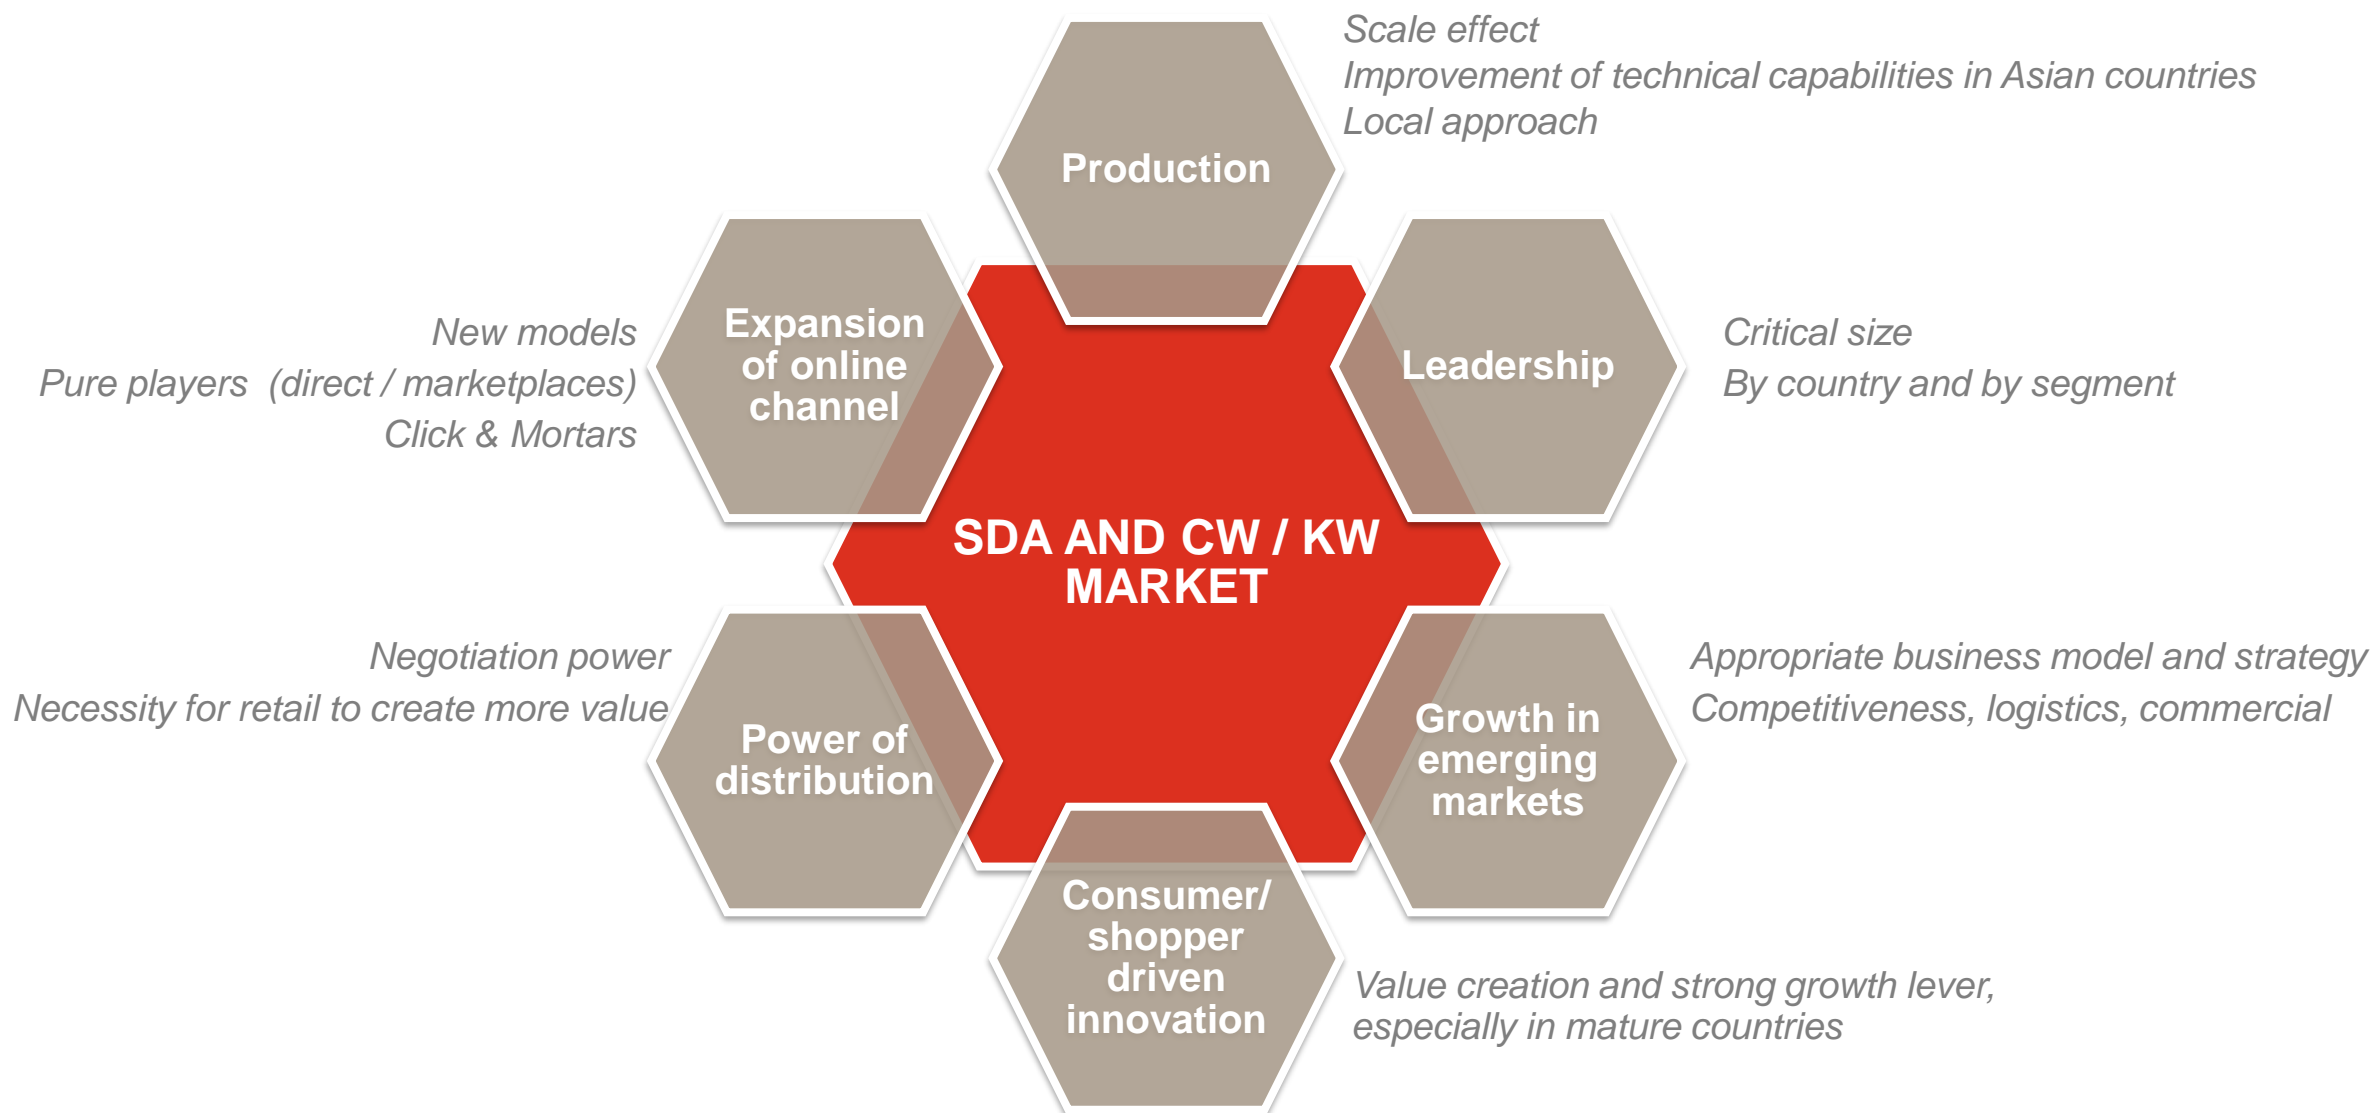 Scale effect
Improvement of technical capabilities in Asian countries
Local approach
Production
Expansion
of online
channel
New models
Pure players  (direct / marketplaces)
Click & Mortars
Leadership
Critical size
By country and by segment
SDA AND CW / KW
MARKET
Negotiation power
Necessity for retail to create more value
Power of
distribution
Growth in
emerging
markets
Appropriate business model and strategy
Competitiveness, logistics, commercial
Consumer/
shopper
driven
innovation
Value creation and strong growth lever,
especially in mature countries